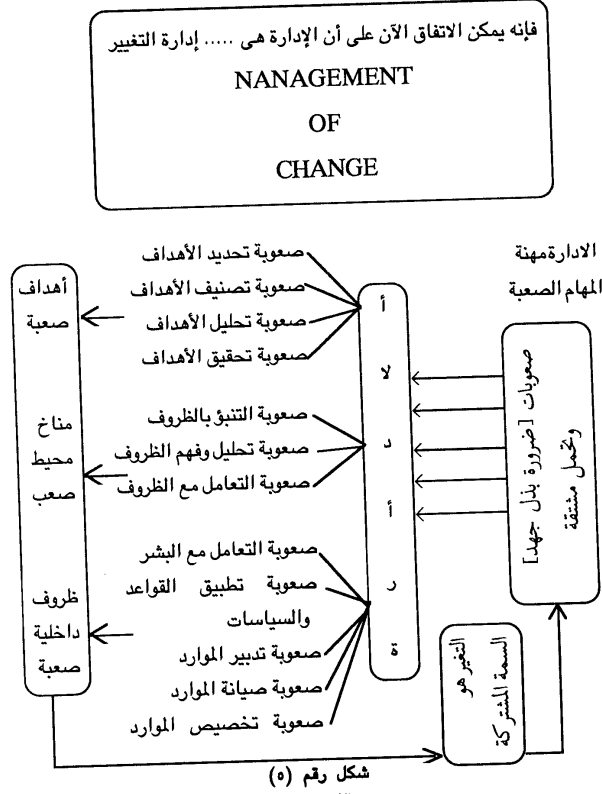 فإنه يمكن الاتفاق الآن على أن الإدارة هى ..... إدارة التغيير
NANAGEMENT
OF
CHANGE
الادارة مهنة
المهام الصعبة
صعوبات [ضرورة بذل جهد]
وتحمل مشتقة
صعوبة تحديد الأهداف
صعوبة تصنيف الأهداف
صعوبة تحليل الأهداف
صعوبة تحقيق الأهداف
أهداف
صعبة
صعوبة التنبؤ بالظروف
صعوبة تحليل وفهم الظروف
صعوبة التعامل مع الظروف
مناخ
محيط
صعب
صعوبة التعامل مع البشر
صعوبة تطبيق القواعد
والسياسات
صعوبة تدبير الموارد
صعوبة صيانة الموارد
صعوبة تخصيص الموارد
ظروف
داخلية
صعبة
التغير هو
السمة المشتركة
شكل رقم (٥)